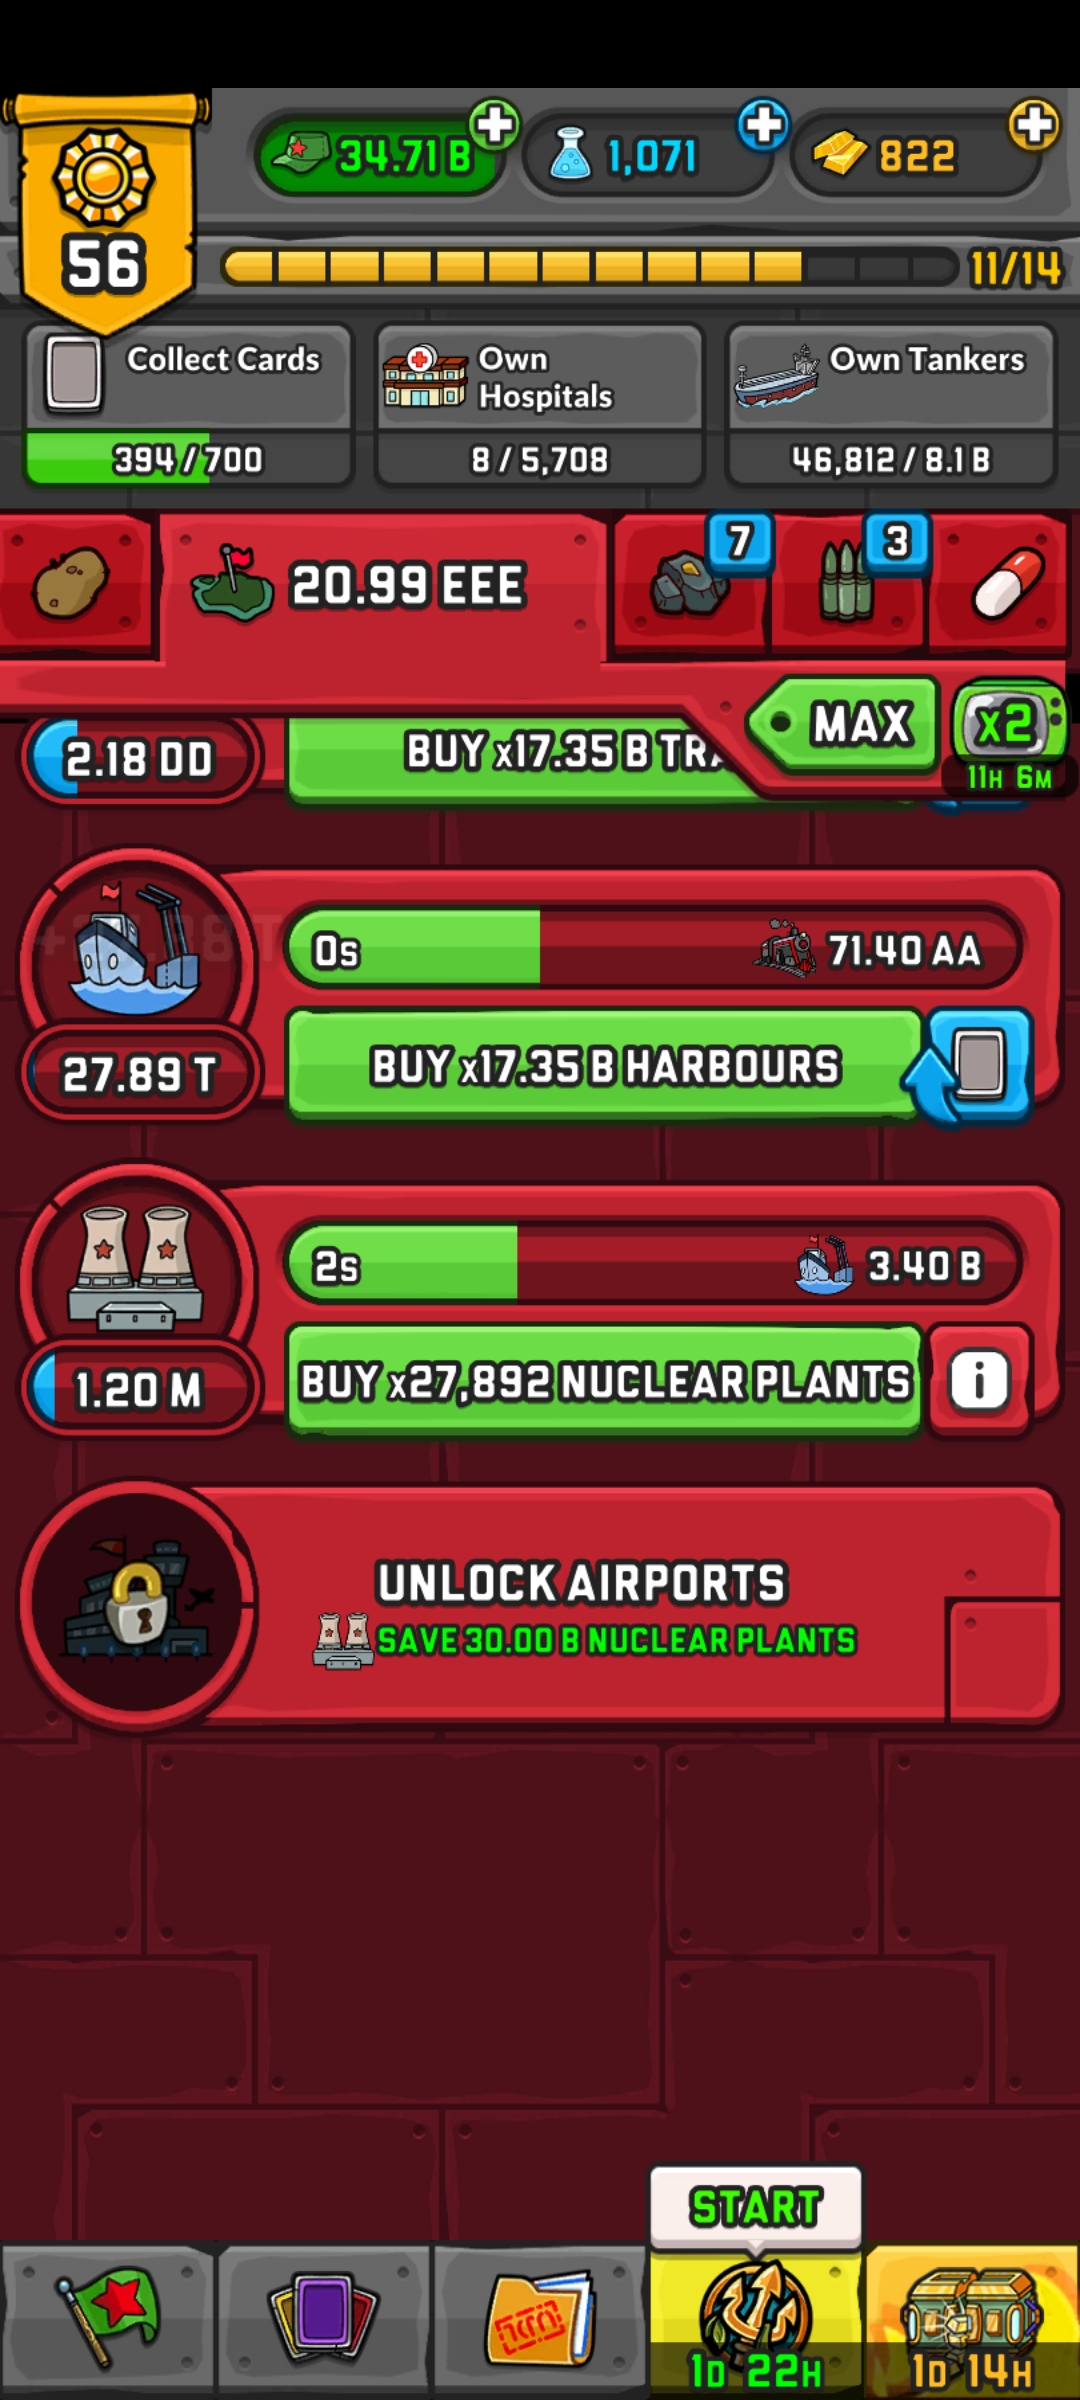 34.71 B
1,071
822
56
11/14
Collect Cards
394 / 700
Own
Hospitals
8 / 5,708
Own Tankers
46,812 / 8.1 B
20.99 EEE
7
3
MAX
x2
11H 6M
2.18 DD
BUY x17.35 B TRA
0s
71.40 AA
27.89 T
BUY x17.35 B HARBOURS
2s
3.40 B
1.20 M
BUY x27,892 NUCLEAR PLANTS
i
UNLOCK AIRPORTS
SAVE 30.00 B NUCLEAR PLANTS
START
1D 22H
1D 14H